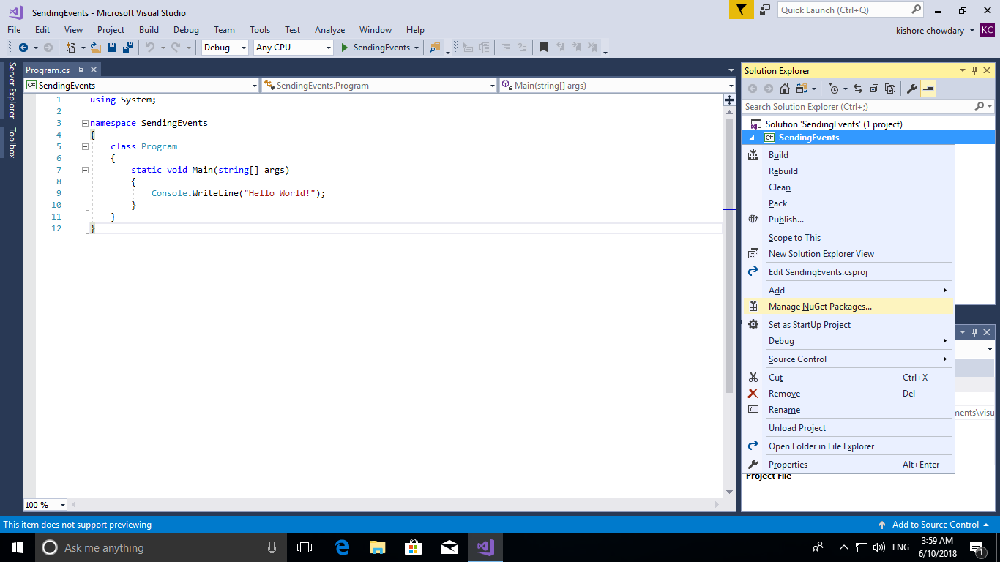 SendingEvents - Microsoft Visual Studio
Quick Launch (Ctrl+Q)
File Edit View Project Build Debug Team Tools Test Analyze Window Help
kishore chowdary KC
Debug Any CPU SendingEvents
Server Explorer
Toolbox
Program.cs
SendingEvents SendingEvents.Program Main(string[] args)
1 using System;
2
3 namespace SendingEvents
4 {
5 class Program
6 {
7 static void Main(string[] args)
8 {
9 Console.WriteLine("Hello World!");
10 }
11 }
12 }
100 %
Solution Explorer
Search Solution Explorer (Ctrl+;)
Solution 'SendingEvents' (1 project)
C# SendingEvents
Build
Rebuild
Clean
Pack
Publish...
Scope to This
New Solution Explorer View
Edit SendingEvents.csproj
Add
Manage NuGet Packages...
Set as StartUp Project
Debug
Source Control
Cut Ctrl+X
Remove Del
Rename
Unload Project
Open Folder in File Explorer
Properties Alt+Enter
ments\visu
Project File
This item does not support previewing
Add to Source Control
Ask me anything
ENG
3:59 AM
6/10/2018
1